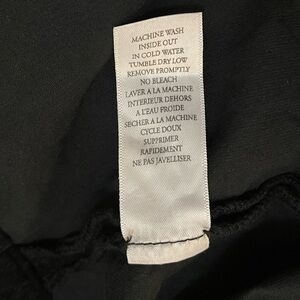 MACHINE WASH
INSIDE OUT
IN COLD WATER
TUMBLE DRY LOW
REMOVE PROMPTLY
NO BLEACH
LAVER A LA MACHINE
INTERIEUR DEHORS
A L'EAU FROIDE
SECHER A LA MACHINE
CYCLE DOUX
SUPPRIMER
RAPIDEMENT
NE PAS JAVELLISER